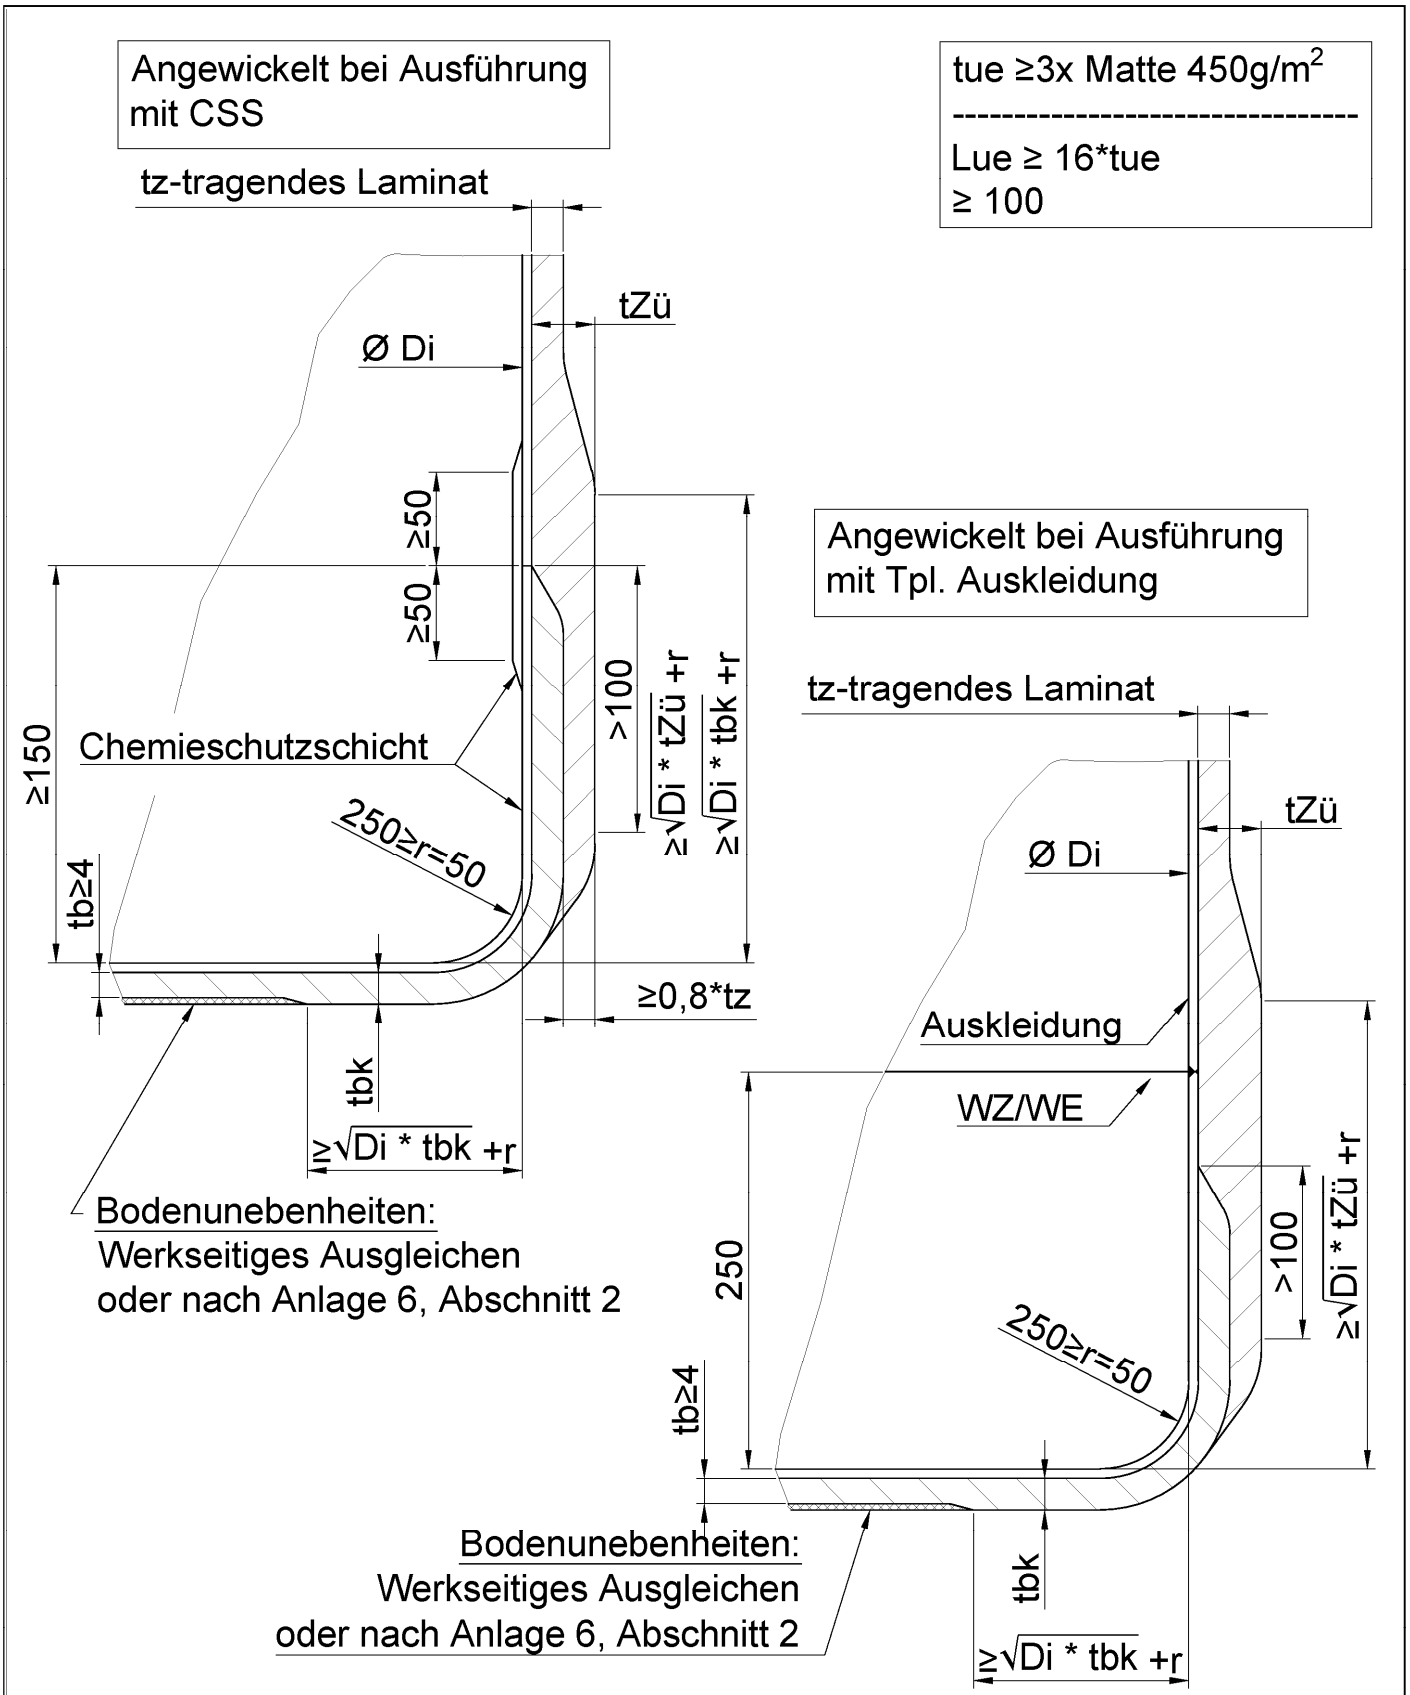 Angewickelt bei Ausführung
mit CSS
tue ≥3x Matte 450g/m²
---------------------------------
Lue ≥ 16*tue
≥ 100
tz-tragendes Laminat
tZü
Ø Di
≥50
≥50
≥150
>100
≥√Di * tZü +r
≥√Di * tbk +r
Chemieschutzschicht
250≥r=50
tb≥4
≥0,8*tz
tbk
≥√Di * tbk +r
Bodenunebenheiten:
Werkseitiges Ausgleichen
oder nach Anlage 6, Abschnitt 2
Angewickelt bei Ausführung
mit Tpl. Auskleidung
tz-tragendes Laminat
tZü
Ø Di
Auskleidung
WZ/WE
250
>100
≥√Di * tZü +r
250≥r=50
tb≥4
tbk
≥√Di * tbk +r
Bodenunebenheiten:
Werkseitiges Ausgleichen
oder nach Anlage 6, Abschnitt 2